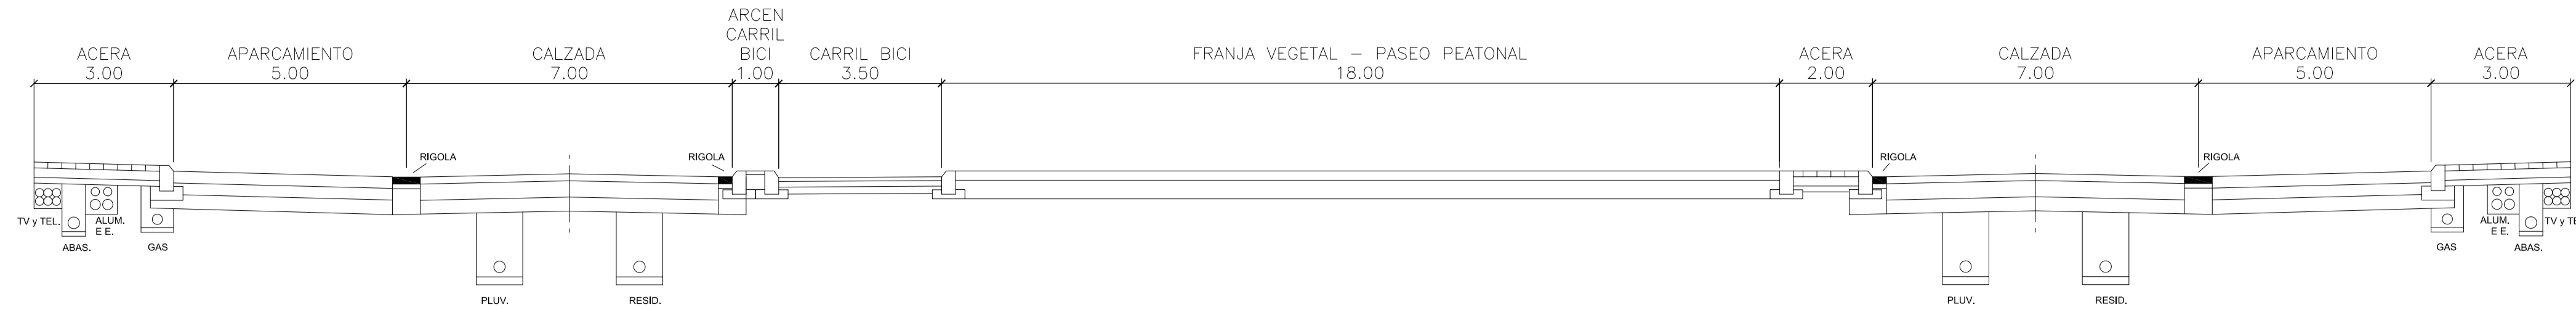 ARCEN
CARRIL
BICI
1.00
ACERA
3.00
APARCAMIENTO
5.00
CALZADA
7.00
CARRIL BICI
3.50
FRANJA VEGETAL – PASEO PEATONAL
18.00
ACERA
2.00
CALZADA
7.00
APARCAMIENTO
5.00
ACERA
3.00
RIGOLA
RIGOLA
RIGOLA
RIGOLA
TV y TEL.
ABAS.
ALUM.
E E.
GAS
PLUV.
RESID.
PLUV.
RESID.
GAS
ALUM.
E E.
ABAS.
TV y TE